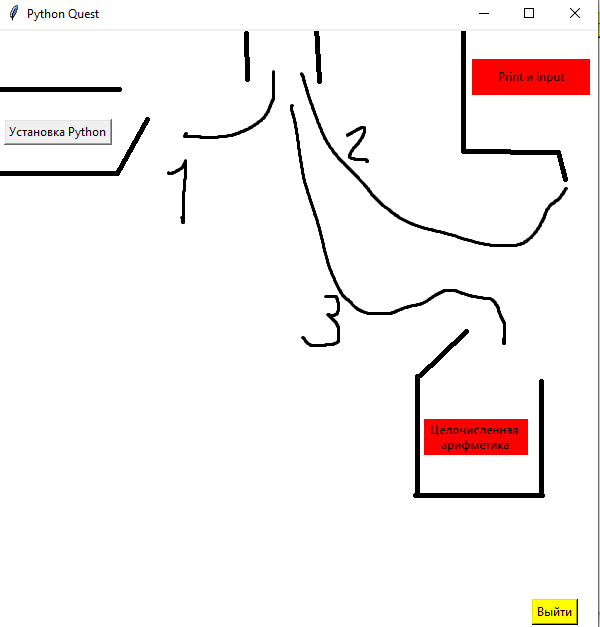 Python Quest
Print и input
Установка Python
1
2
3
Целочисленная
арифметика
Выйти